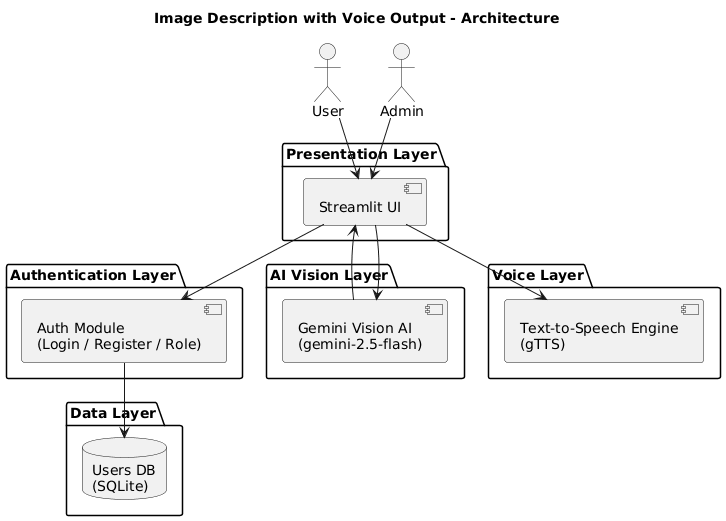 Image Description with Voice Output - Architecture
User
Admin
Presentation Layer
Streamlit UI
Authentication Layer
Auth Module
(Login / Register / Role)
AI Vision Layer
Gemini Vision AI
(gemini-2.5-flash)
Voice Layer
Text-to-Speech Engine
(gTTS)
Data Layer
Users DB
(SQLite)